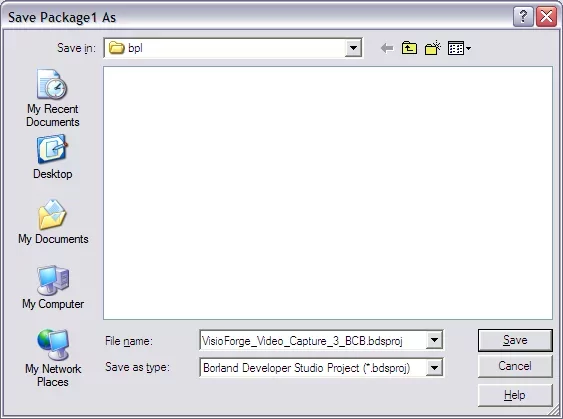 Save Package1 As
Save in:
bpl
My Recent
Documents
Desktop
My Documents
My Computer
My Network
Places
File name:
VisioForge_Video_Capture_3_BCB.bdsproj
Save
Save as type:
Borland Developer Studio Project (*.bdsproj)
Cancel
Help